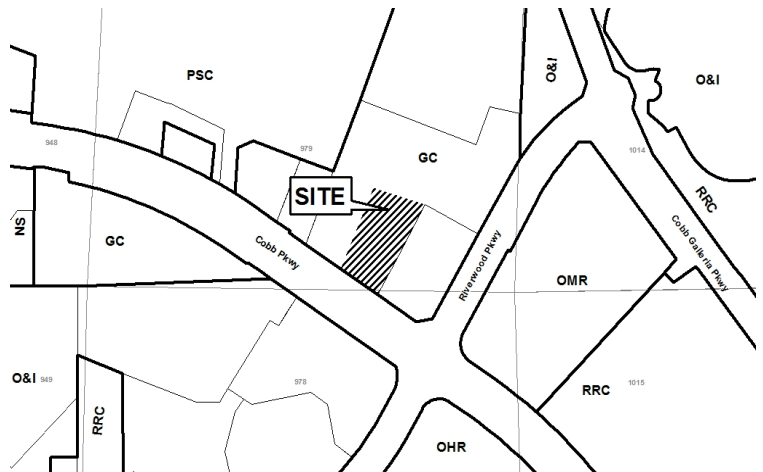 PSC
O&I
O&I
948
979
1014
GC
SITE
RRC
NS
GC
Cobb Pkwy
Riverwood Pkwy
Cobb Galleria Pkwy
OMR
O&I
949
978
RRC
1015
RRC
OHR